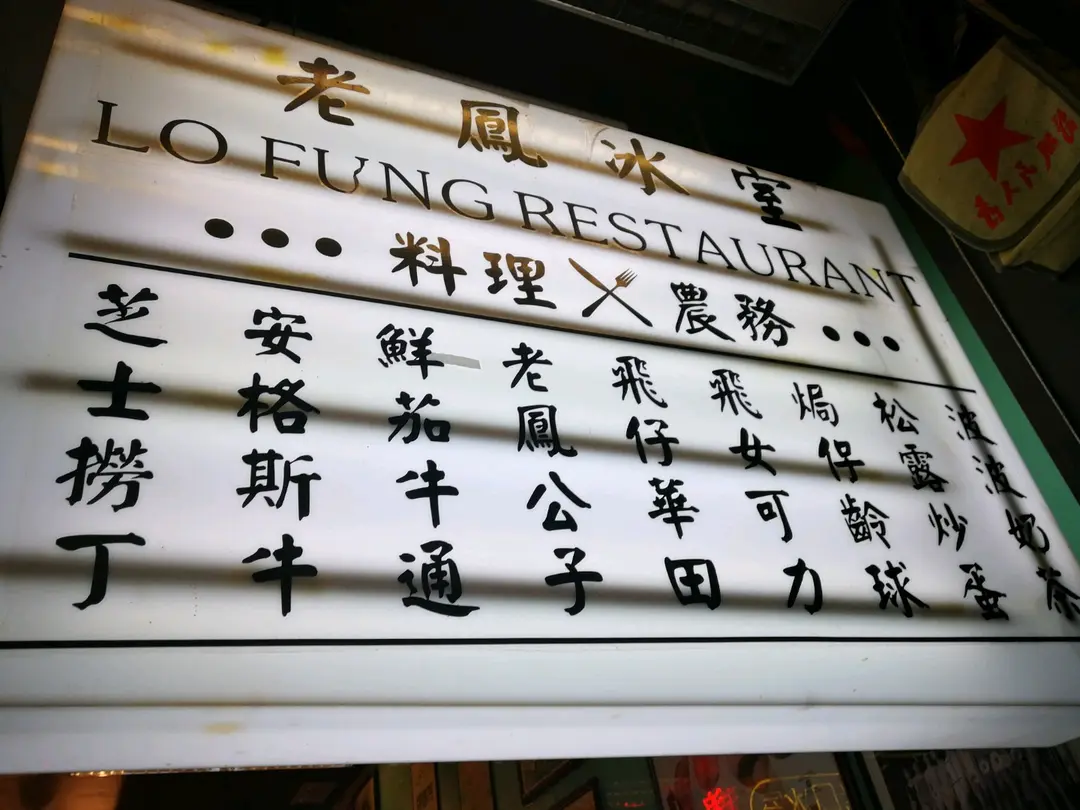 老鳳冰室
LO FUNG RESTAURANT
●●● 料理 農務 ●●●
芝士撈丁
安格斯牛
鮮茄牛通
老鳳公子
飛仔華田
飛女可力
焗保齡球
松露炒蛋
波波奶茶